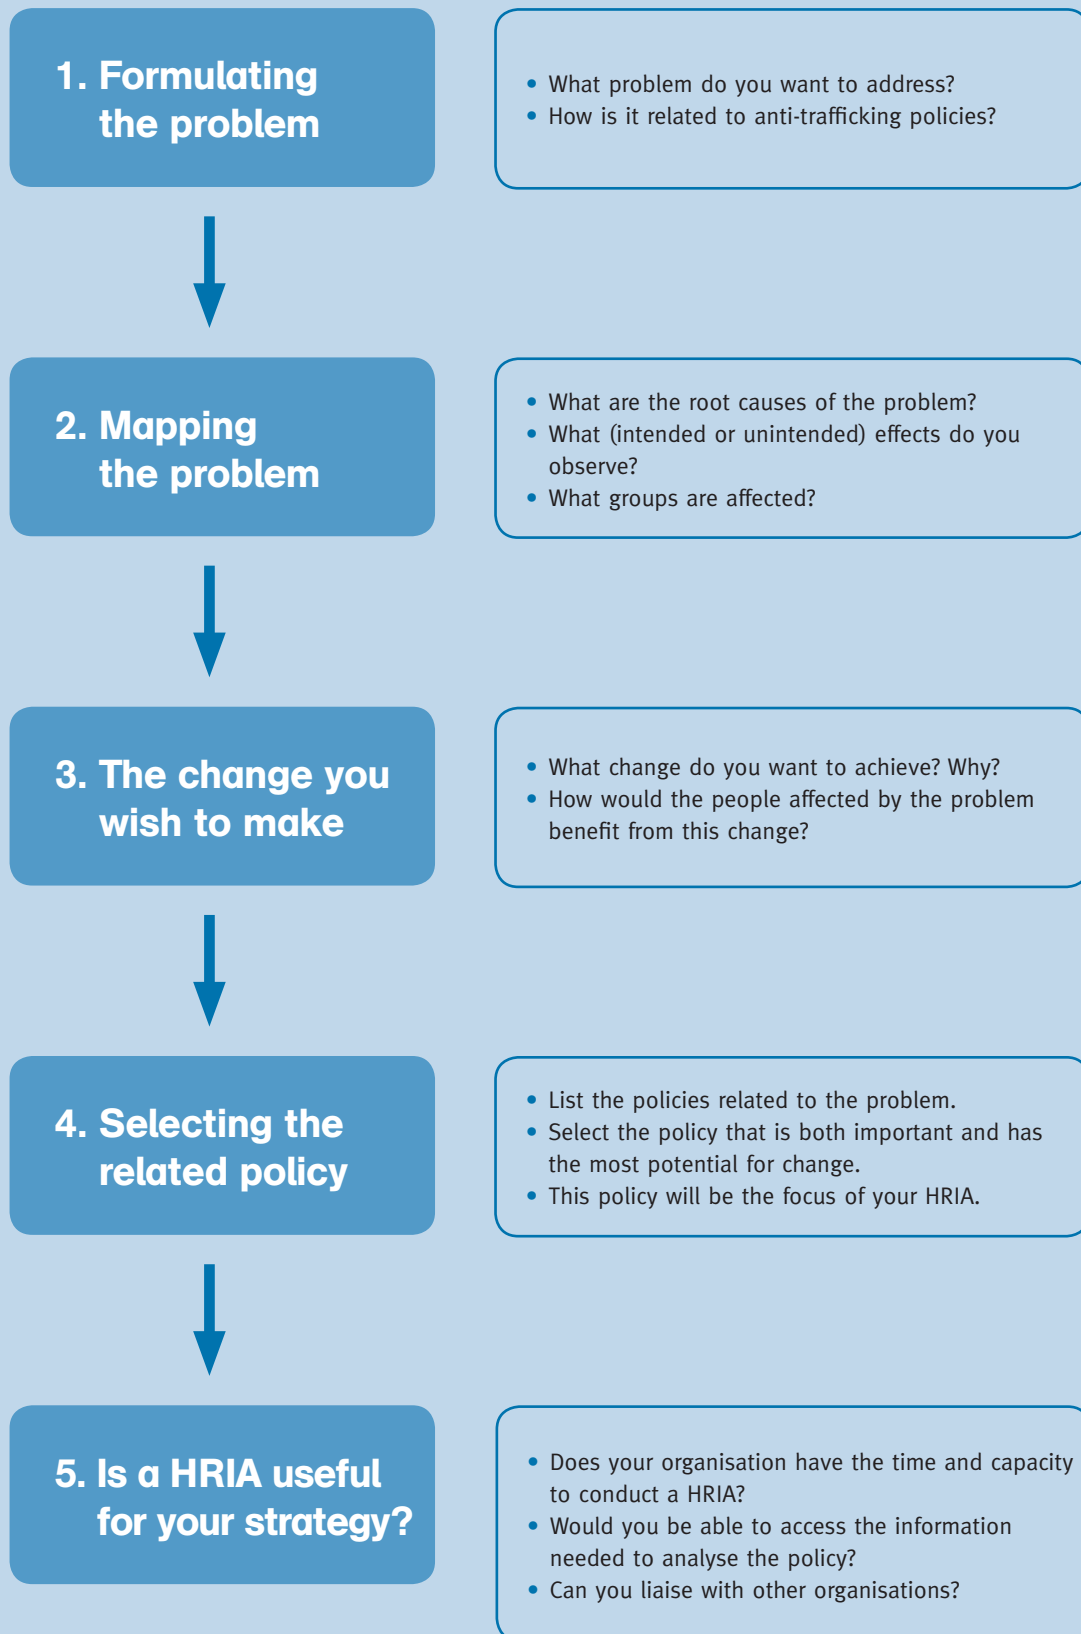 1. Formulating
the problem
• What problem do you want to address?
• How is it related to anti-trafficking policies?
2. Mapping
the problem
• What are the root causes of the problem?
• What (intended or unintended) effects do you
observe?
• What groups are affected?
3. The change you
wish to make
• What change do you want to achieve? Why?
• How would the people affected by the problem
benefit from this change?
4. Selecting the
related policy
• List the policies related to the problem.
• Select the policy that is both important and has
the most potential for change.
• This policy will be the focus of your HRIA.
5. Is a HRIA useful
for your strategy?
• Does your organisation have the time and capacity
to conduct a HRIA?
• Would you be able to access the information
needed to analyse the policy?
• Can you liaise with other organisations?